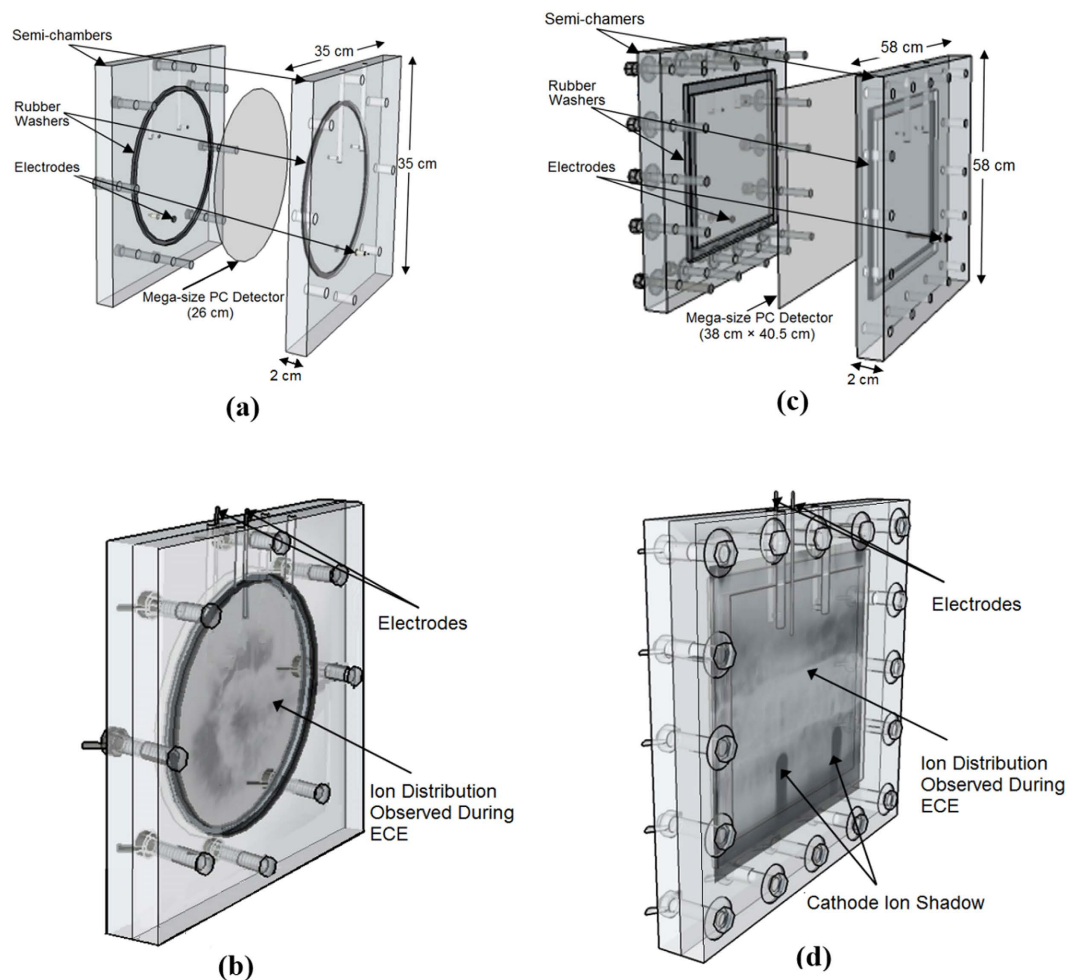 Semi-chambers
35 cm
Rubber
Washers
Electrodes
35 cm
Mega-size PC Detector
(26 cm)
2 cm
(a)
Semi-chamers
58 cm
Rubber
Washers
Electrodes
58 cm
Mega-size PC Detector
(38 cm × 40.5 cm)
2 cm
(c)
Electrodes
Ion Distribution
Observed During
ECE
(b)
Electrodes
Ion Distribution
Observed During
ECE
Cathode Ion Shadow
(d)